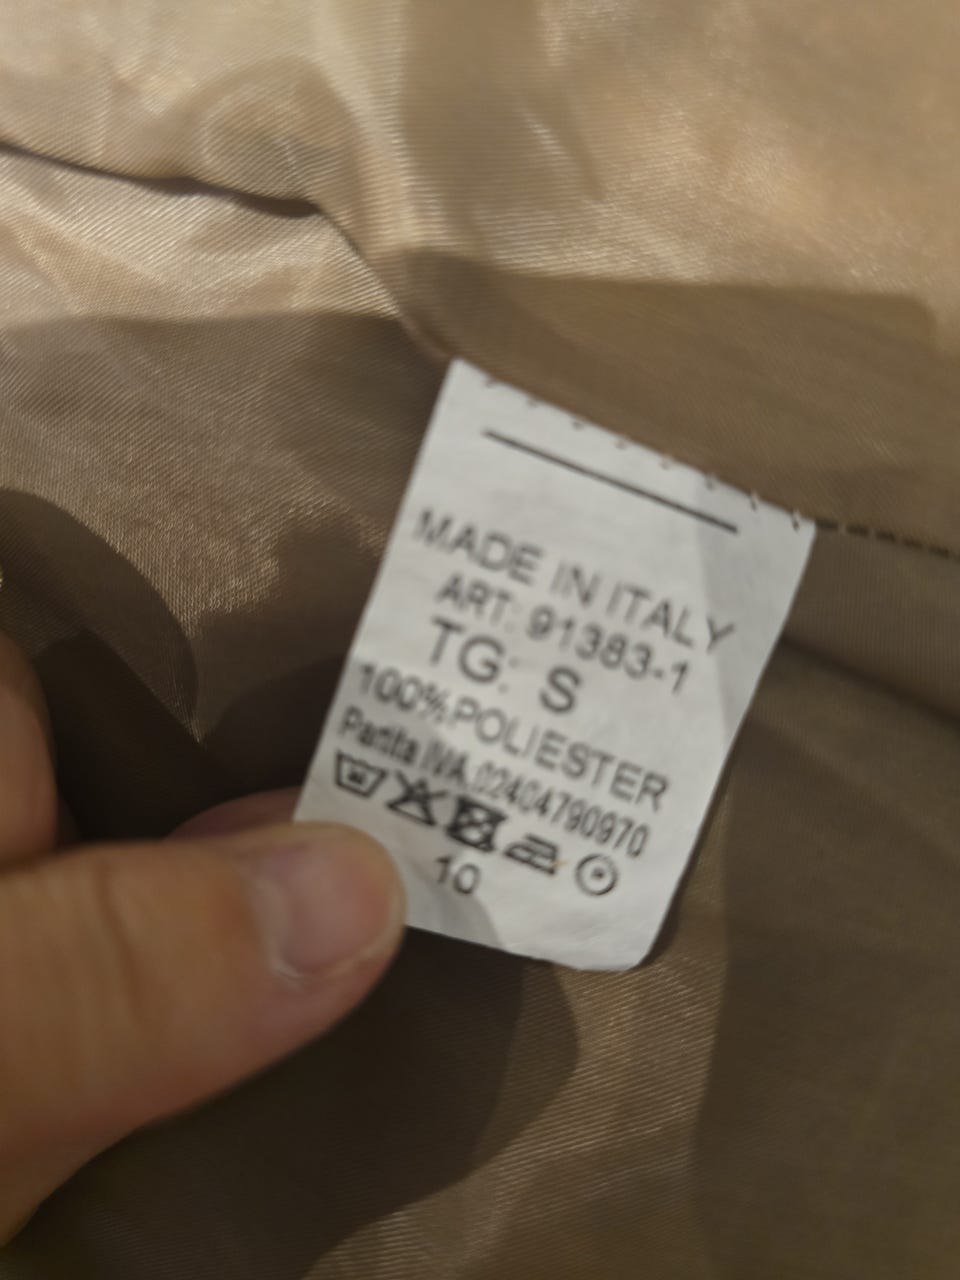 MADE IN ITALY
ART: 91383-1
TG: S
100%POLIESTER
Partita IVA.02404790970
10